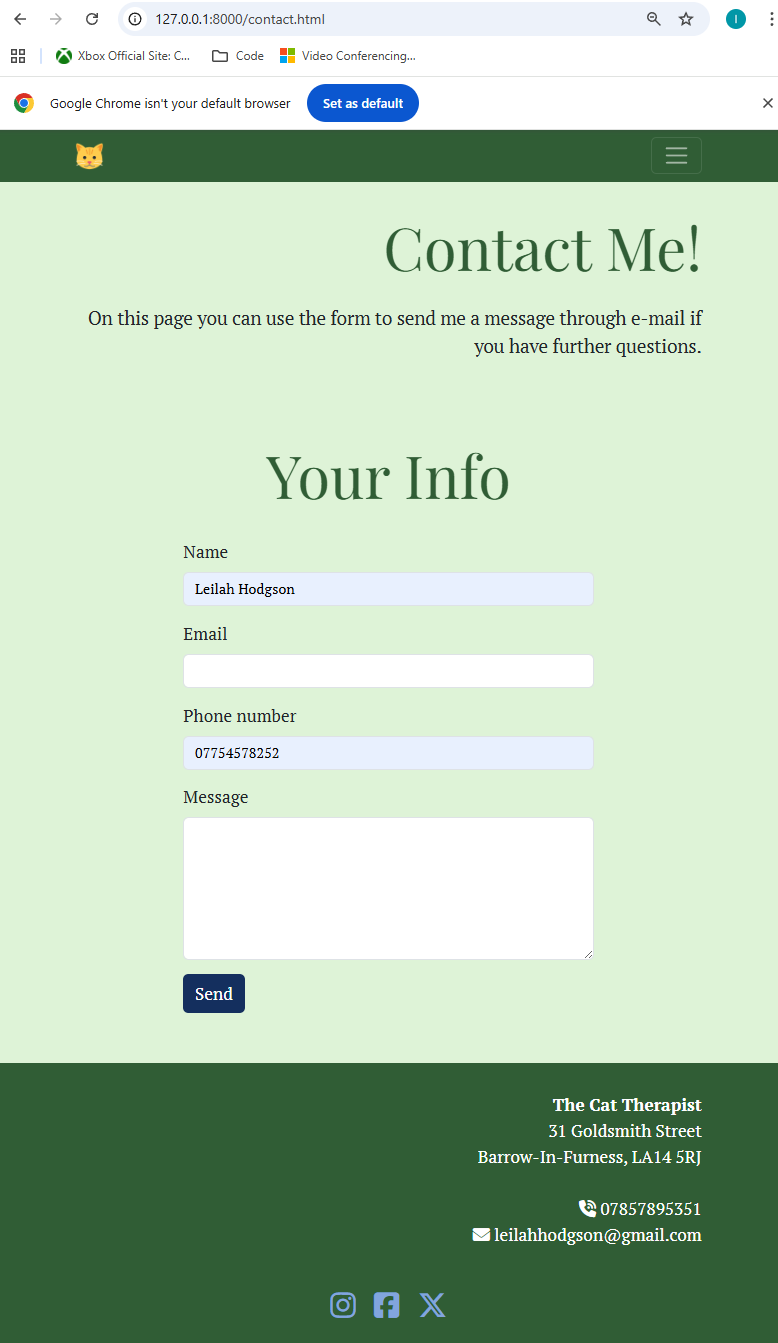 127.0.0.1:8000/contact.html
I
Xbox Official Site: C...
Code
Video Conferencing...
Google Chrome isn't your default browser
Set as default
Contact Me!
On this page you can use the form to send me a message through e-mail if
you have further questions.
Your Info
Name
Leilah Hodgson
Email
Phone number
07754578252
Message
Send
The Cat Therapist
31 Goldsmith Street
Barrow-In-Furness, LA14 5RJ
07857895351
leilahhodgson@gmail.com